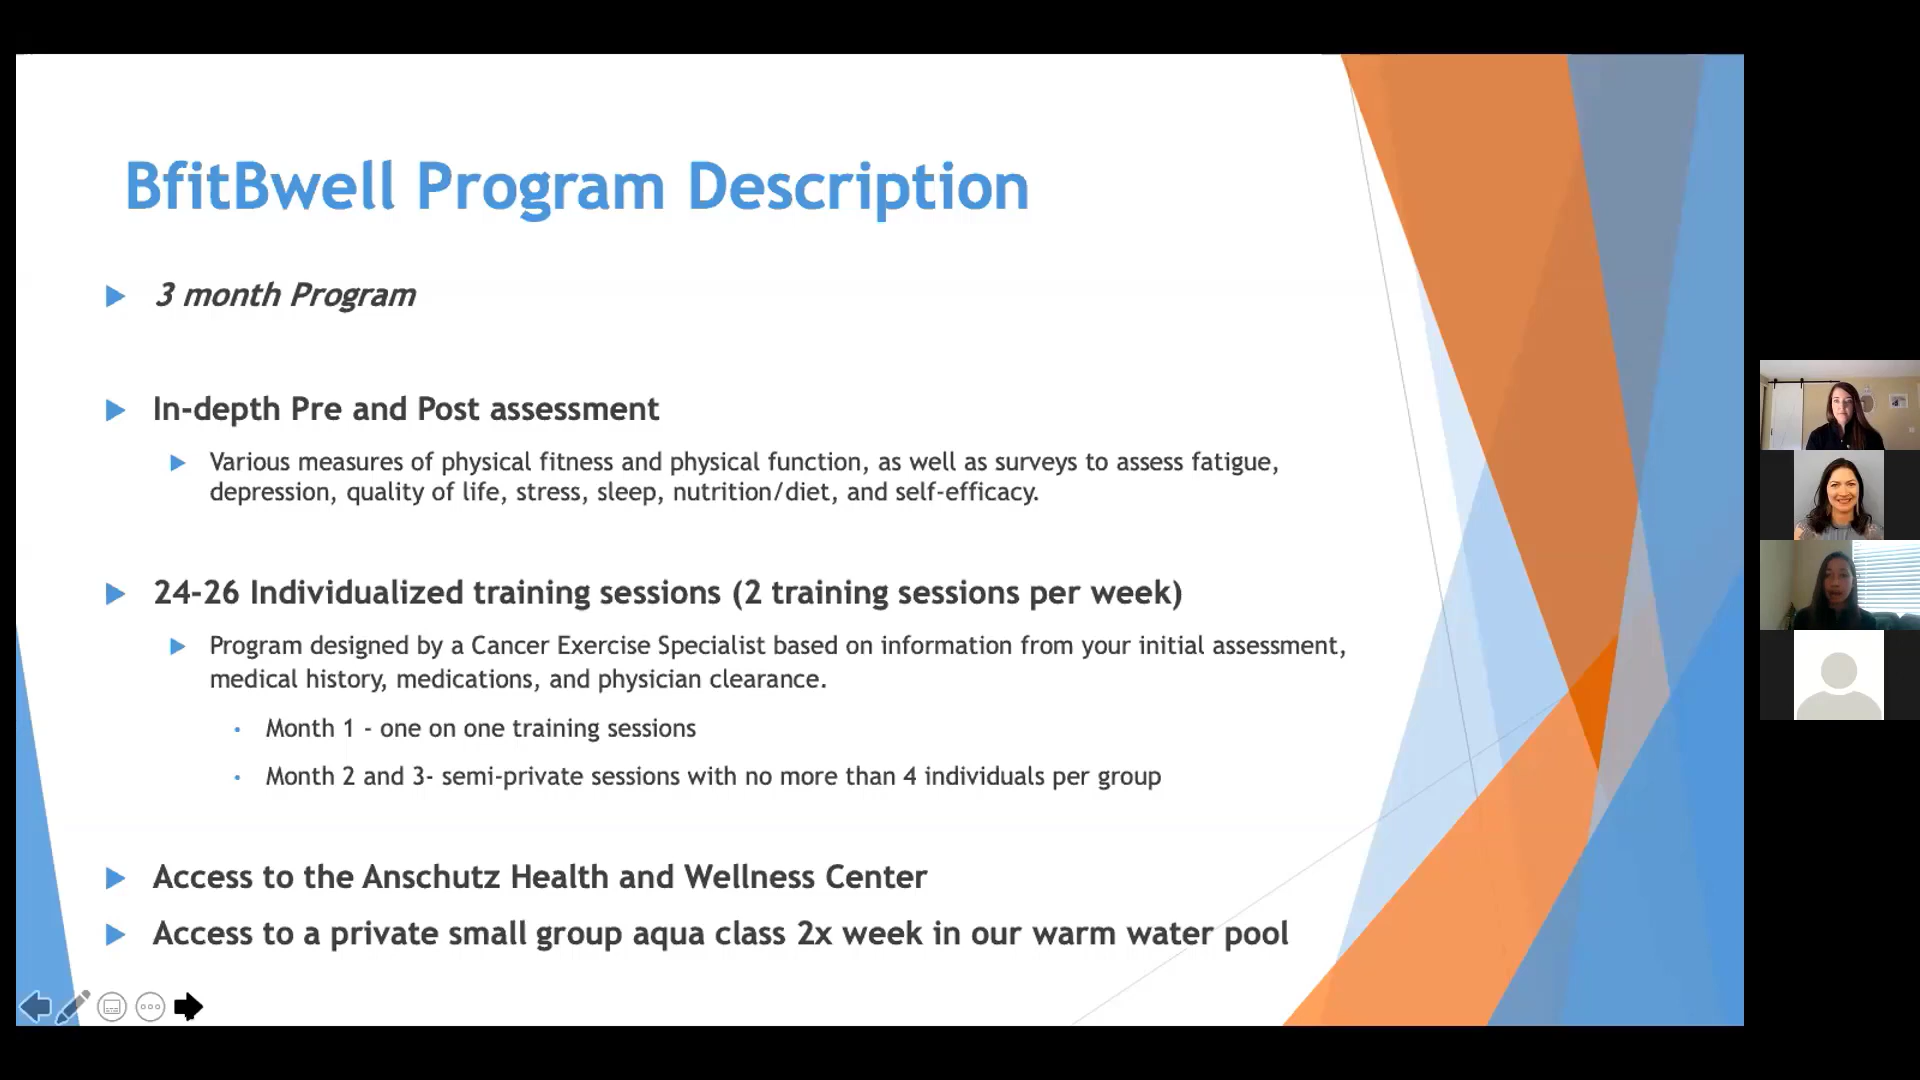 BfitBwell Program Description
3 month Program
In-depth Pre and Post assessment
Various measures of physical fitness and physical function, as well as surveys to assess fatigue,
depression, quality of life, stress, sleep, nutrition/diet, and self-efficacy.
24-26 Individualized training sessions (2 training sessions per week)
Program designed by a Cancer Exercise Specialist based on information from your initial assessment,
medical history, medications, and physician clearance.
Month 1 - one on one training sessions
Month 2 and 3- semi-private sessions with no more than 4 individuals per group
Access to the Anschutz Health and Wellness Center
Access to a private small group aqua class 2x week in our warm water pool